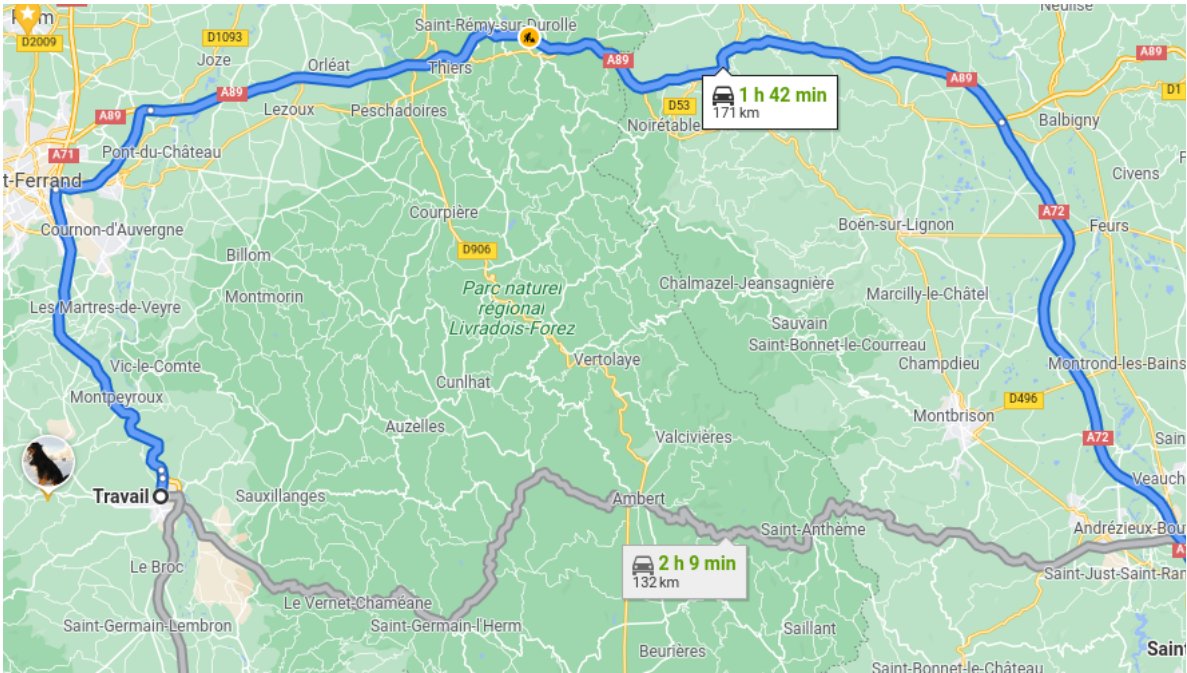 Neulise
D2009
D1093
Saint-Rémy-sur-Durolle
A89
Joze
Orléat
Thiers
A89
A89
D1
A89
Lezoux
Peschadoires
D53
1 h 42 min
171 km
A89
Noirétable
Balbigny
A71
Pont-du-Château
t-Ferrand
Civens
Courpière
A72
Cournon-d'Auvergne
Boën-sur-Lignon
Feurs
Billom
D906
Montmorin
Parc naturel
régional
Livradois-Forez
Chalmazel-Jeansagnière
Marcilly-le-Châtel
Les Martres-de-Veyre
Sauvain
Saint-Bonnet-le-Courreau
Vic-le-Comte
Vertolaye
Champdieu
Montrond-les-Bains
Cunlhat
Montpeyroux
D496
Montbrison
Auzelles
Valcivières
A72
Sain
Veauch
Travail
Sauxillanges
Ambert
Saint-Anthème
Andrézieux-Bou
A
2 h 9 min
132 km
Le Broc
Saint-Just-Saint-Ram
Le Vernet-Chaméane
Saint-Germain-Lembron
Saint-Germain-l'Herm
Saillant
Beurières
Saint
Saint-Bonnet-le-Château